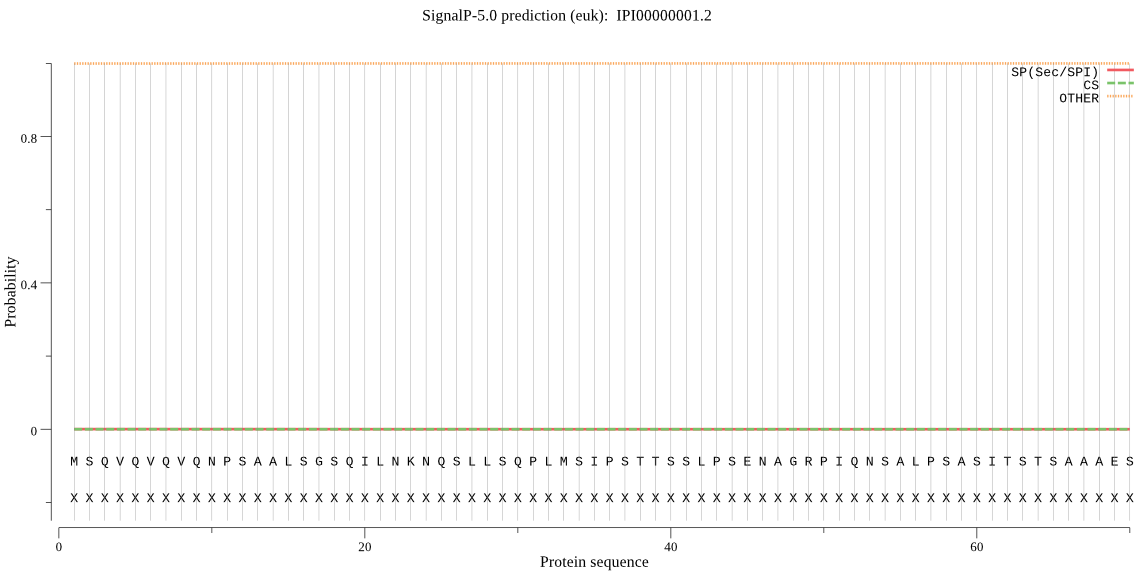 SignalP-5.0 prediction (euk): IPI00000001.2
SP(Sec/SPI)
CS
OTHER
0.8
0.4
0
Probability
M S Q V Q V Q V Q N P S A A L S G S Q I L N K N Q S L L S Q P L M S I P S T T S S L P S E N A G R P I Q N S A L P S A S I T S T S A A A E S
X X X X X X X X X X X X X X X X X X X X X X X X X X X X X X X X X X X X X X X X X X X X X X X X X X X X X X X X X X X X X X X X X X X X X X
0 20 40 60
Protein sequence